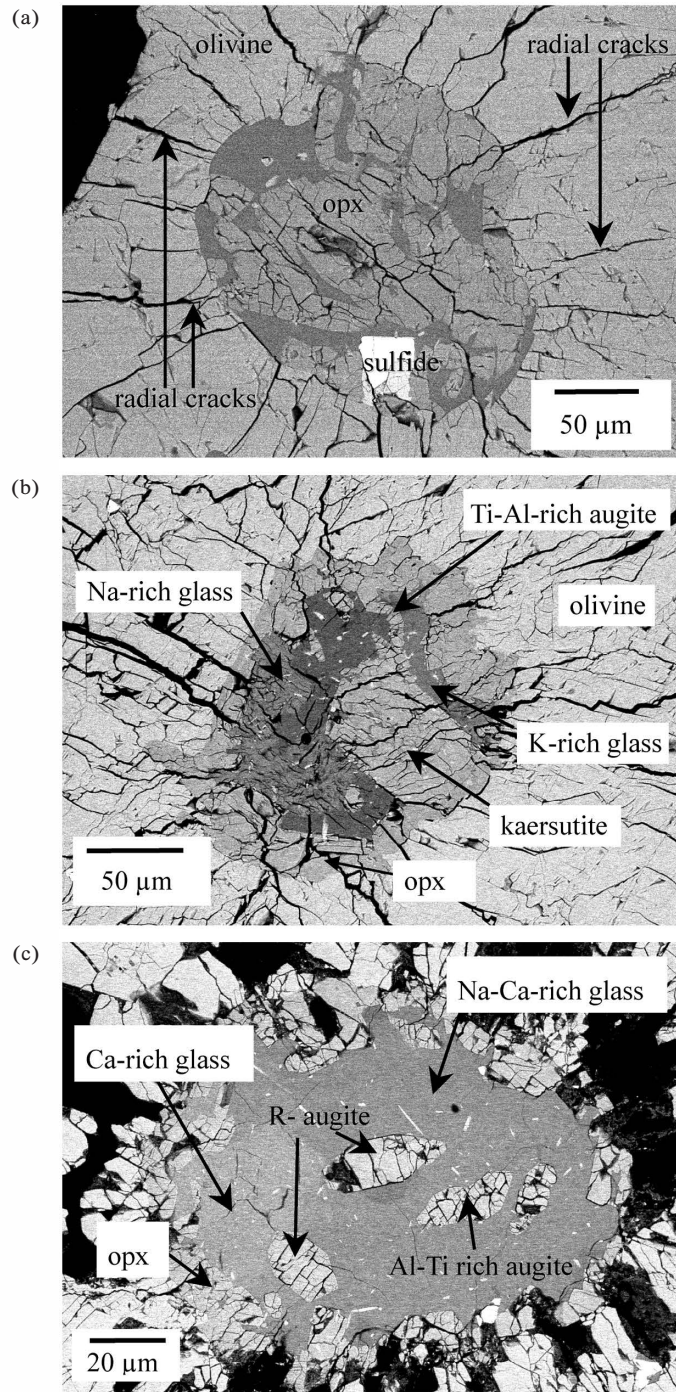 (a)
olivine
radial cracks
opx
sulfide
radial cracks
50 µm
(b)
Ti-Al-rich augite
Na-rich glass
olivine
K-rich glass
kaersutite
50 µm
opx
(c)
Na-Ca-rich glass
Ca-rich glass
R- augite
opx
Al-Ti rich augite
20 µm